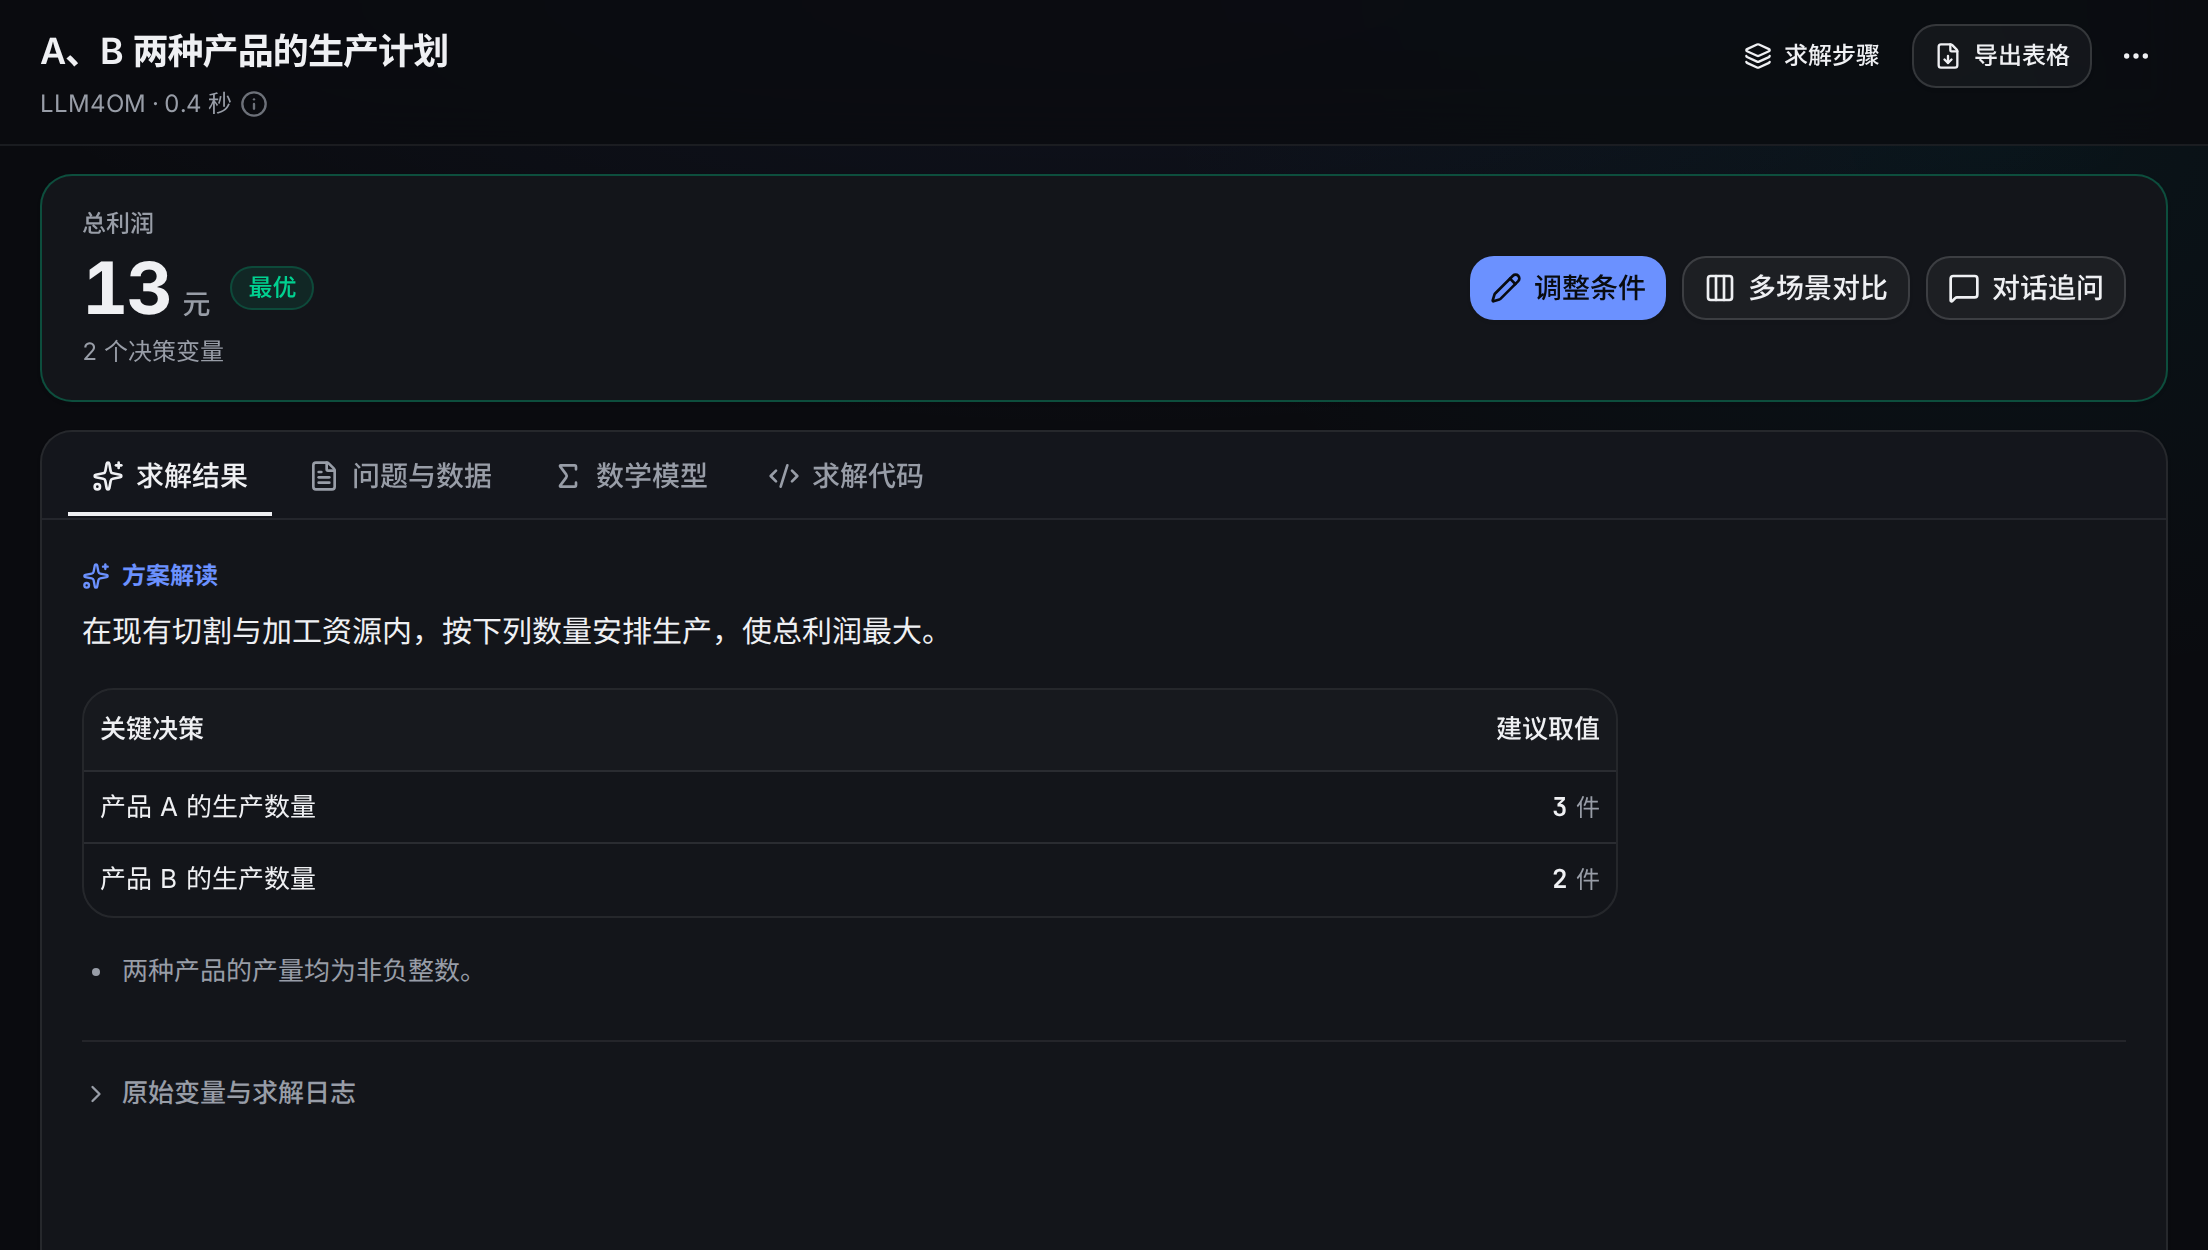 A、B 两种产品的生产计划
LLM4OM · 0.4 秒
求解步骤
导出表格
总利润
13 元 最优
2 个决策变量
调整条件
多场景对比
对话追问
求解结果
问题与数据
数学模型
求解代码
方案解读
在现有切割与加工资源内，按下列数量安排生产，使总利润最大。
关键决策 建议取值
产品 A 的生产数量 3 件
产品 B 的生产数量 2 件
• 两种产品的产量均为非负整数。
原始变量与求解日志